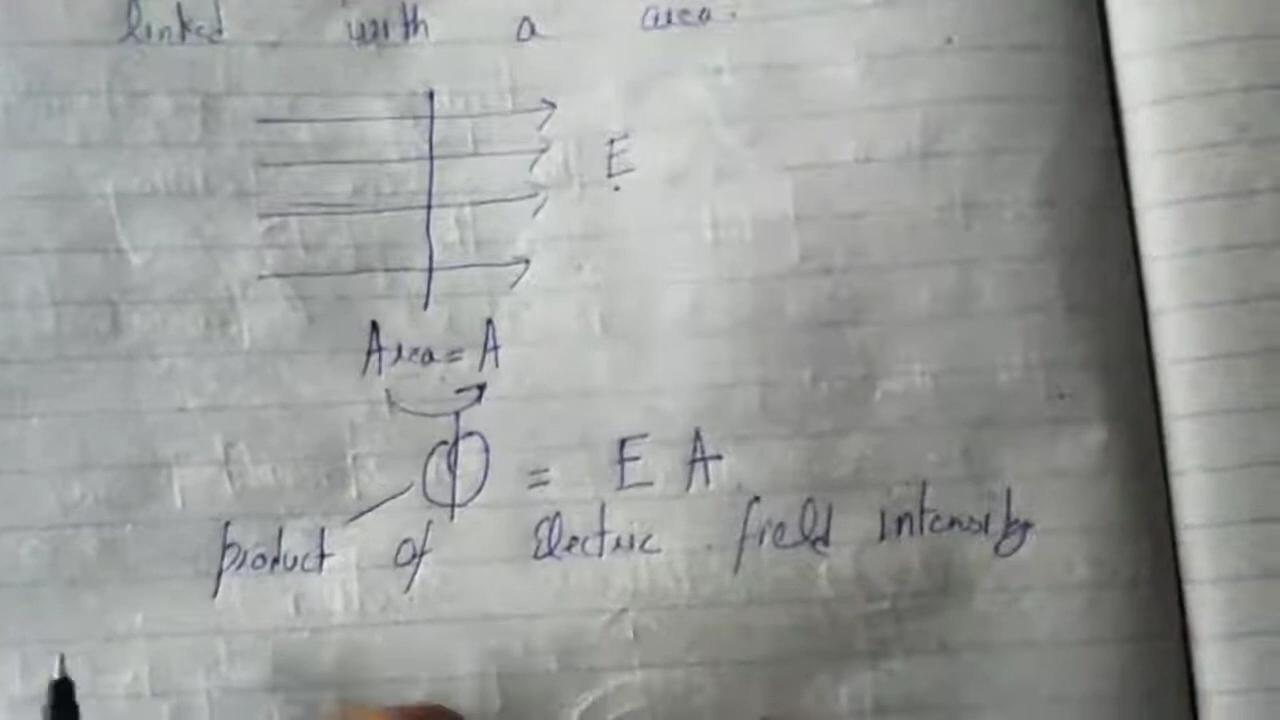 linked with a area.
E
Area = A
Φ = E A
product of Electric field intensity